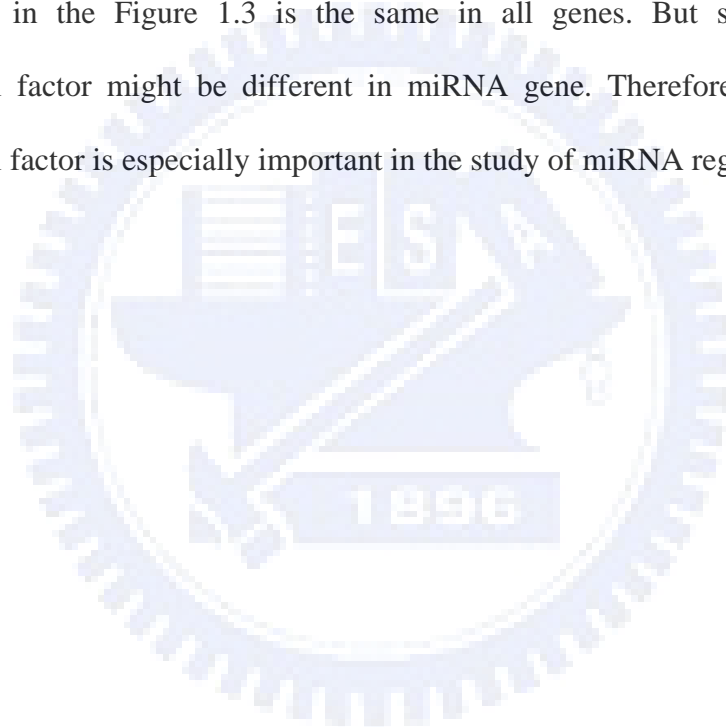 in the Figure 1.3 is the same in all genes. But s
factor might be different in miRNA gene. Therefore
factor is especially important in the study of miRNA reg
E S A
1896